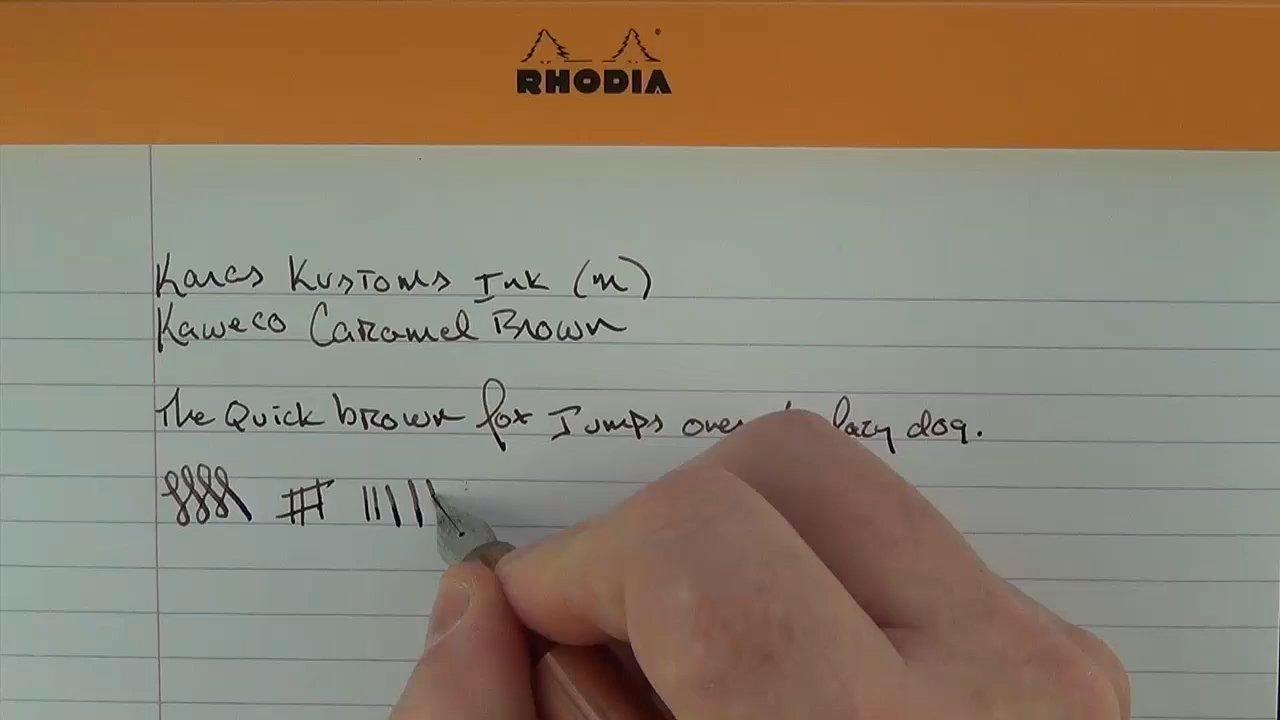 RHODIA
Karas Kustoms Ink (m)
Kaweco Caramel Brown
The Quick brown fox Jumps over lazy dog.